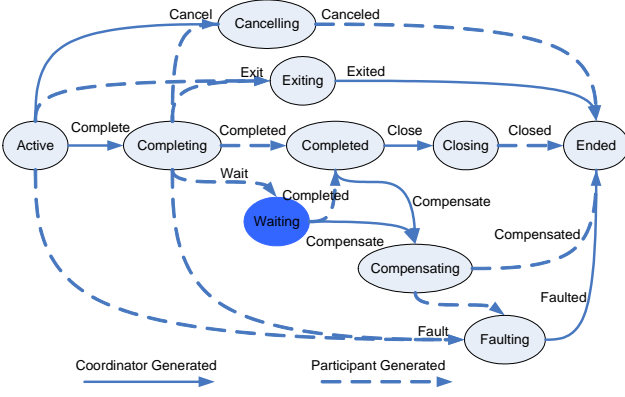 Cancel
Cancelling
Canceled
Exit
Exiting
Exited
Active
Complete
Completing
Completed
Completed
Close
Closing
Closed
Ended
Wait
Completed
Waiting
Compensate
Compensate
Compensated
Compensating
Faulted
Fault
Faulting
Coordinator Generated
Participant Generated